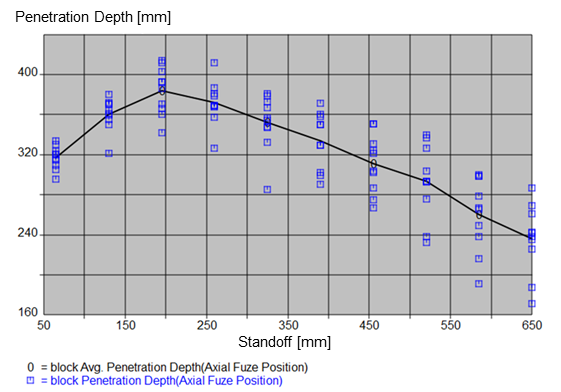 Penetration Depth [mm]
400
320
240
160
50 150 250 350 450 550 650
Standoff [mm]
0 = block Avg. Penetration Depth(Axial Fuze Position)
= block Penetration Depth(Axial Fuze Position)